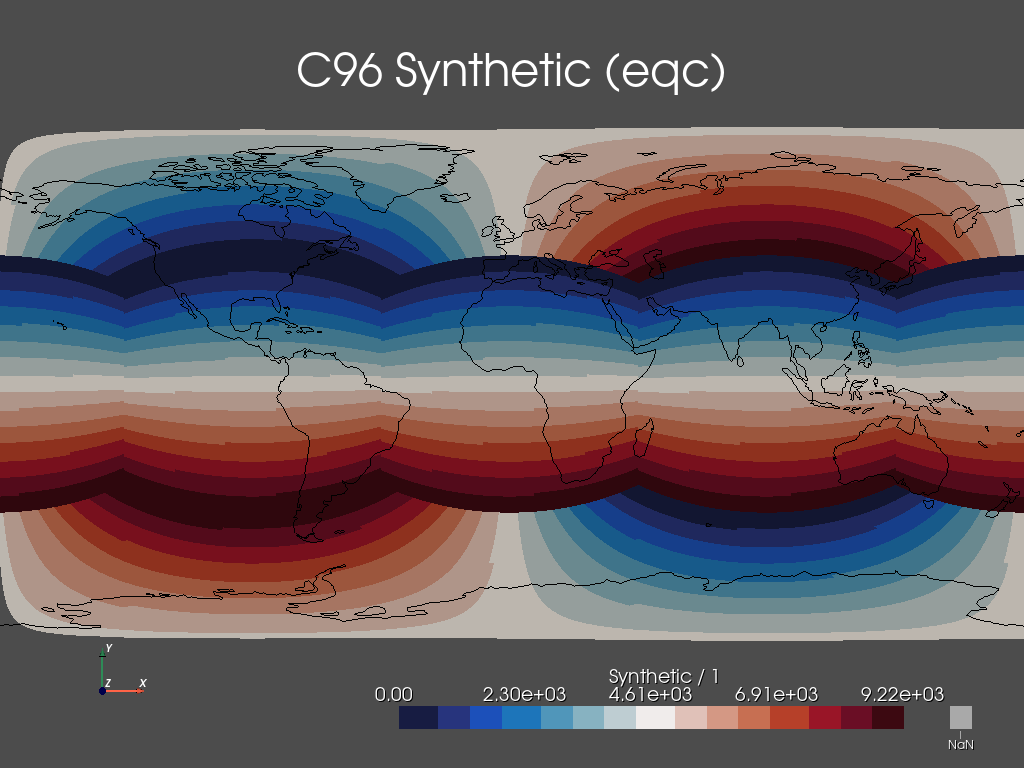 C96 Synthetic (eqc)
Y
Z
X
Synthetic / 1
0.00 2.30e+03 4.61e+03 6.91e+03 9.22e+03
NaN